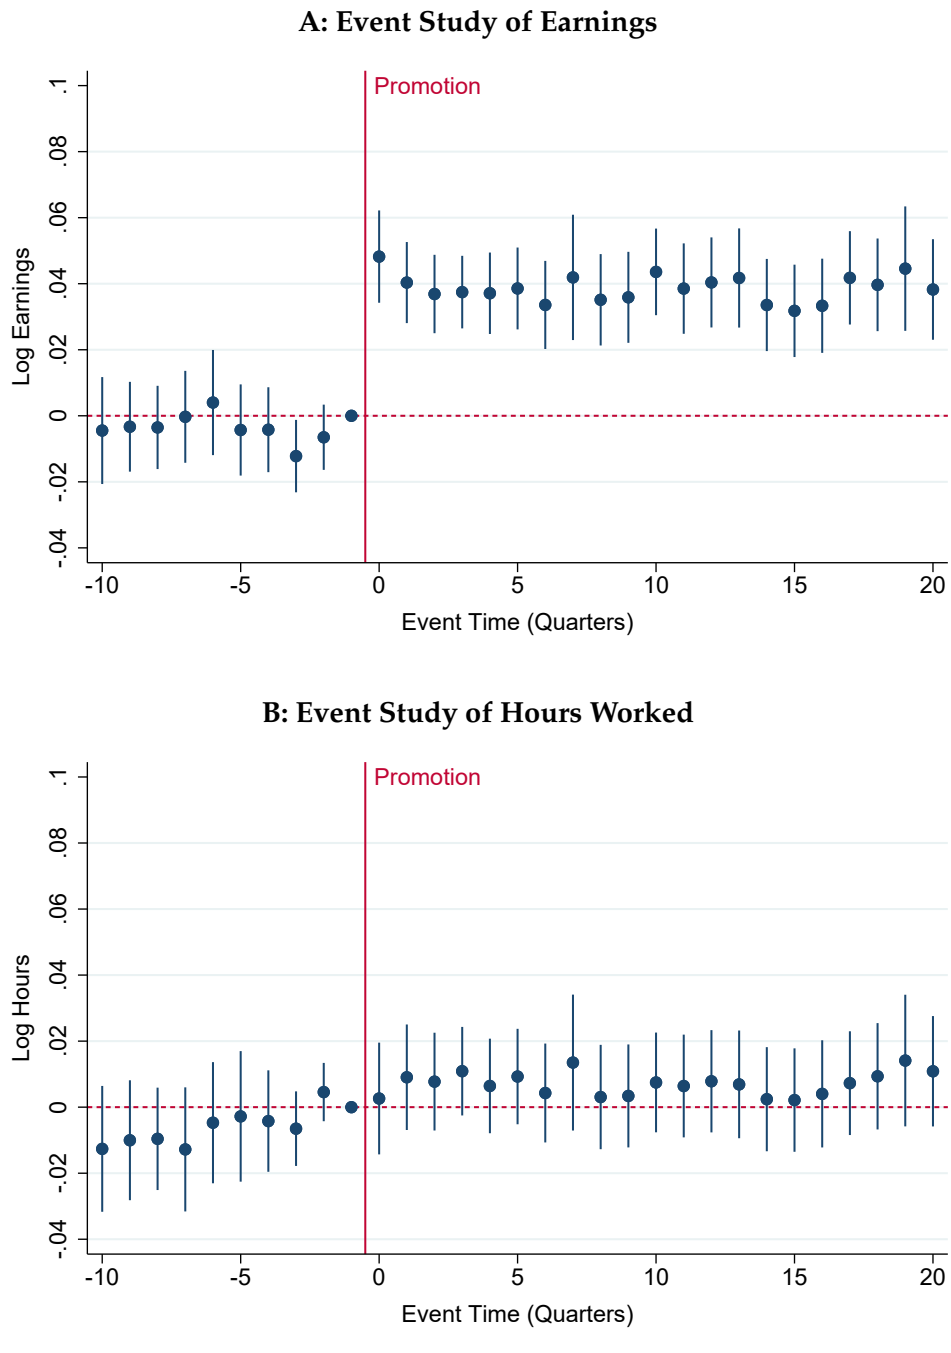 A: Event Study of Earnings
Promotion
Log Earnings
.1
.08
.06
.04
.02
0
-.02
-.04
-10 -5 0 5 10 15 20
Event Time (Quarters)
B: Event Study of Hours Worked
Promotion
Log Hours
.1
.08
.06
.04
.02
0
-.02
-.04
-10 -5 0 5 10 15 20
Event Time (Quarters)